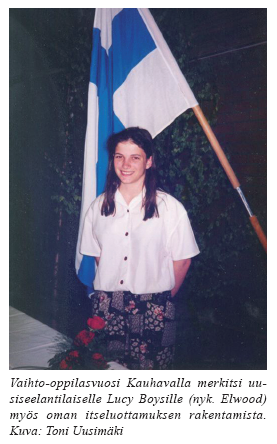 Vaihto-oppilasvuosi Kauhavalla merkitsi uu-
siseelantilaiselle Lucy Boysille (nyk. Elwood)
myös oman itseluottamuksen rakentamista.
Kuva: Toni Uusimäki